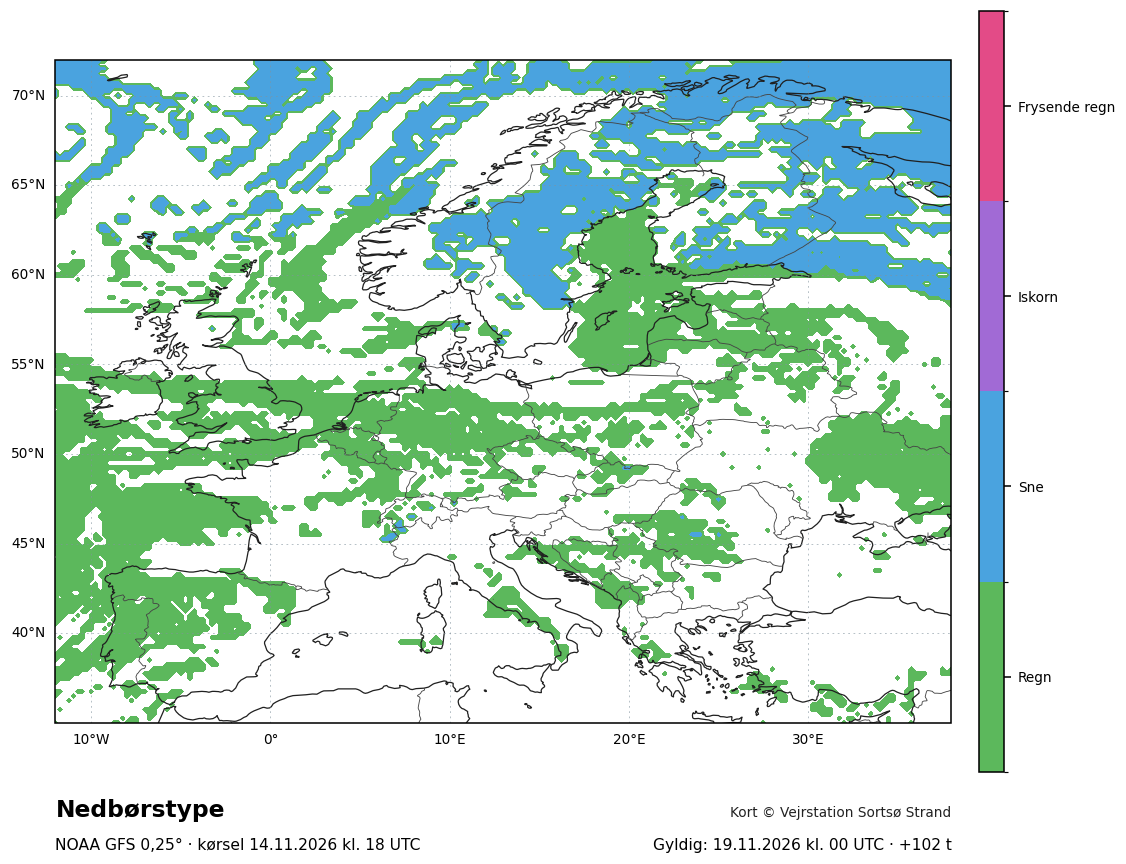 70°N
65°N
60°N
55°N
50°N
45°N
40°N
10°W
0°
10°E
20°E
30°E
Frysende regn
Iskorn
Sne
Regn
Nedbørstype
Kort © Vejrstation Sortsø Strand
NOAA GFS 0,25° · kørsel 14.11.2026 kl. 18 UTC
Gyldig: 19.11.2026 kl. 00 UTC · +102 t